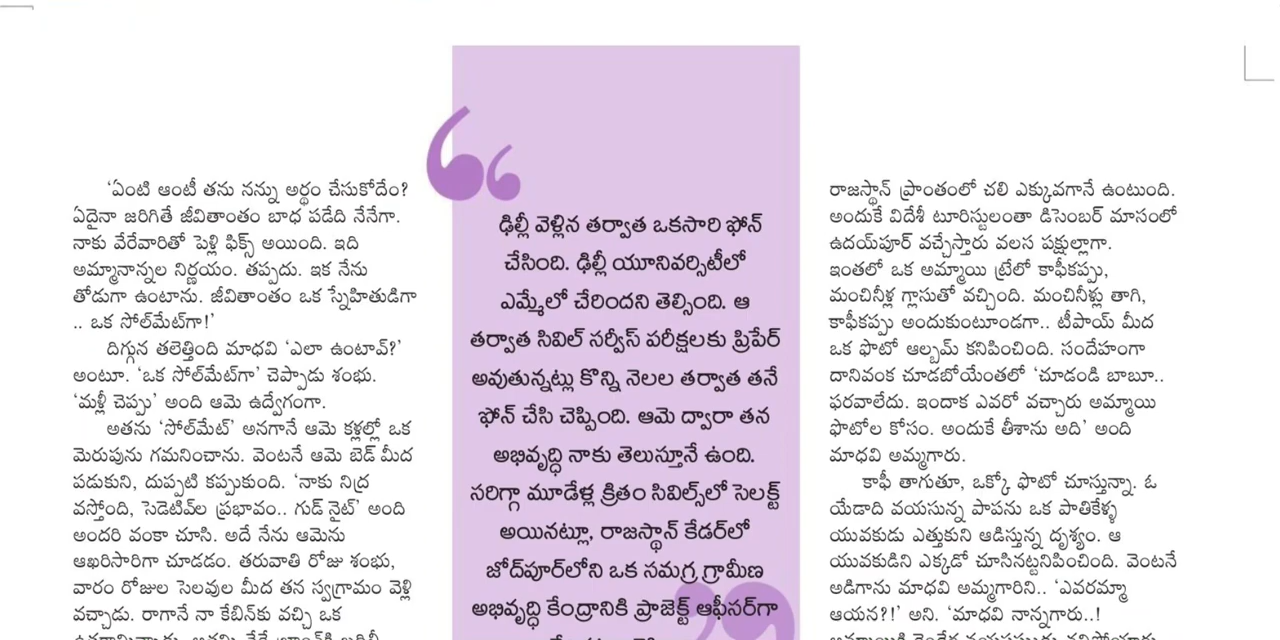 ‘ఏంటి ఆంటీ తను నన్ను అర్థం చేసుకోదేం?
ఏదైనా జరిగితే జీవితాంతం బాధ పడేది నేనేగా.
నాకు వేరేవారితో పెళ్లి ఫిక్స్ అయింది. ఇది
అమ్మానాన్నల నిర్ణయం. తప్పదు. ఇక నేను
తోడుగా ఉంటాను. జీవితాంతం ఒక స్నేహితుడిగా
.. ఒక సోల్‌మేట్‌గా!’
దిగ్గున తలెత్తింది మాధవి ‘ఎలా ఉంటావ్?’
అంటూ. ‘ఒక సోల్‌మేట్‌గా’ చెప్పాడు శంభు.
‘మళ్లీ చెప్పు’ అంది ఆమె ఉద్వేగంగా.
అతను ‘సోల్‌మేట్’ అనగానే ఆమె కళ్లల్లో ఒక
మెరుపును గమనించాను. వెంటనే ఆమె బెడ్ మీద
పడుకుని, దుప్పటి కప్పుకుంది. ‘నాకు నిద్ర
వస్తోంది, సెడెటివ్‌ల ప్రభావం.. గుడ్ నైట్’ అంది
అందరి వంకా చూసి. అదే నేను ఆమెను
ఆఖరిసారిగా చూడడం. తరువాతి రోజు శంభు,
వారం రోజుల సెలవుల మీద తన స్వగ్రామం వెళ్లి
వచ్చాడు. రాగానే నా కేబిన్‌కు వచ్చి ఒక
ఢిల్లీ వెళ్లిన తర్వాత ఒకసారి ఫోన్
చేసింది. ఢిల్లీ యూనివర్సిటీలో
ఎమ్మేలో చేరిందని తెల్సింది. ఆ
తర్వాత సివిల్ సర్వీస్ పరీక్షలకు ప్రిపేర్
అవుతున్నట్లు కొన్ని నెలల తర్వాత తనే
ఫోన్ చేసి చెప్పింది. ఆమె ద్వారా తన
అభివృద్ధి నాకు తెలుస్తూనే ఉంది.
సరిగ్గా మూడేళ్ల క్రితం సివిల్స్‌లో సెలక్ట్
అయినట్లూ, రాజస్థాన్ కేడర్‌లో
జోద్‌పూర్‌లోని ఒక సమగ్ర గ్రామీణ
అభివృద్ధి కేంద్రానికి ప్రాజెక్ట్ ఆఫీసర్‌గా
రాజస్థాన్ ప్రాంతంలో చలి ఎక్కువగానే ఉంటుంది.
అందుకే విదేశీ టూరిస్టులంతా డిసెంబర్ మాసంలో
ఉదయ్‌పూర్ వచ్చేస్తారు వలస పక్షుల్లాగా.
ఇంతలో ఒక అమ్మాయి ట్రేలో కాఫీకప్పు,
మంచినీళ్ల గ్లాసుతో వచ్చింది. మంచినీళ్లు తాగి,
కాఫీకప్పు అందుకుంటూండగా.. టీపాయ్ మీద
ఒక ఫొటో ఆల్బమ్ కనిపించింది. సందేహంగా
దానివంక చూడబోయేంతలో ‘చూడండి బాబూ..
ఫరవాలేదు. ఇందాక ఎవరో వచ్చారు అమ్మాయి
ఫొటోల కోసం. అందుకే తీశాను అది’ అంది
మాధవి అమ్మగారు.
కాఫీ తాగుతూ, ఒక్కో ఫొటో చూస్తున్నా. ఓ
యేడాది వయసున్న పాపను ఒక పాతికేళ్ళ
యువకుడు ఎత్తుకుని ఆడిస్తున్న దృశ్యం. ఆ
యువకుడిని ఎక్కడో చూసినట్టనిపించింది. వెంటనే
అడిగాను మాధవి అమ్మగారిని.. ‘ఎవరమ్మా
ఆయన?!’ అని. ‘మాధవి నాన్నగారు..!